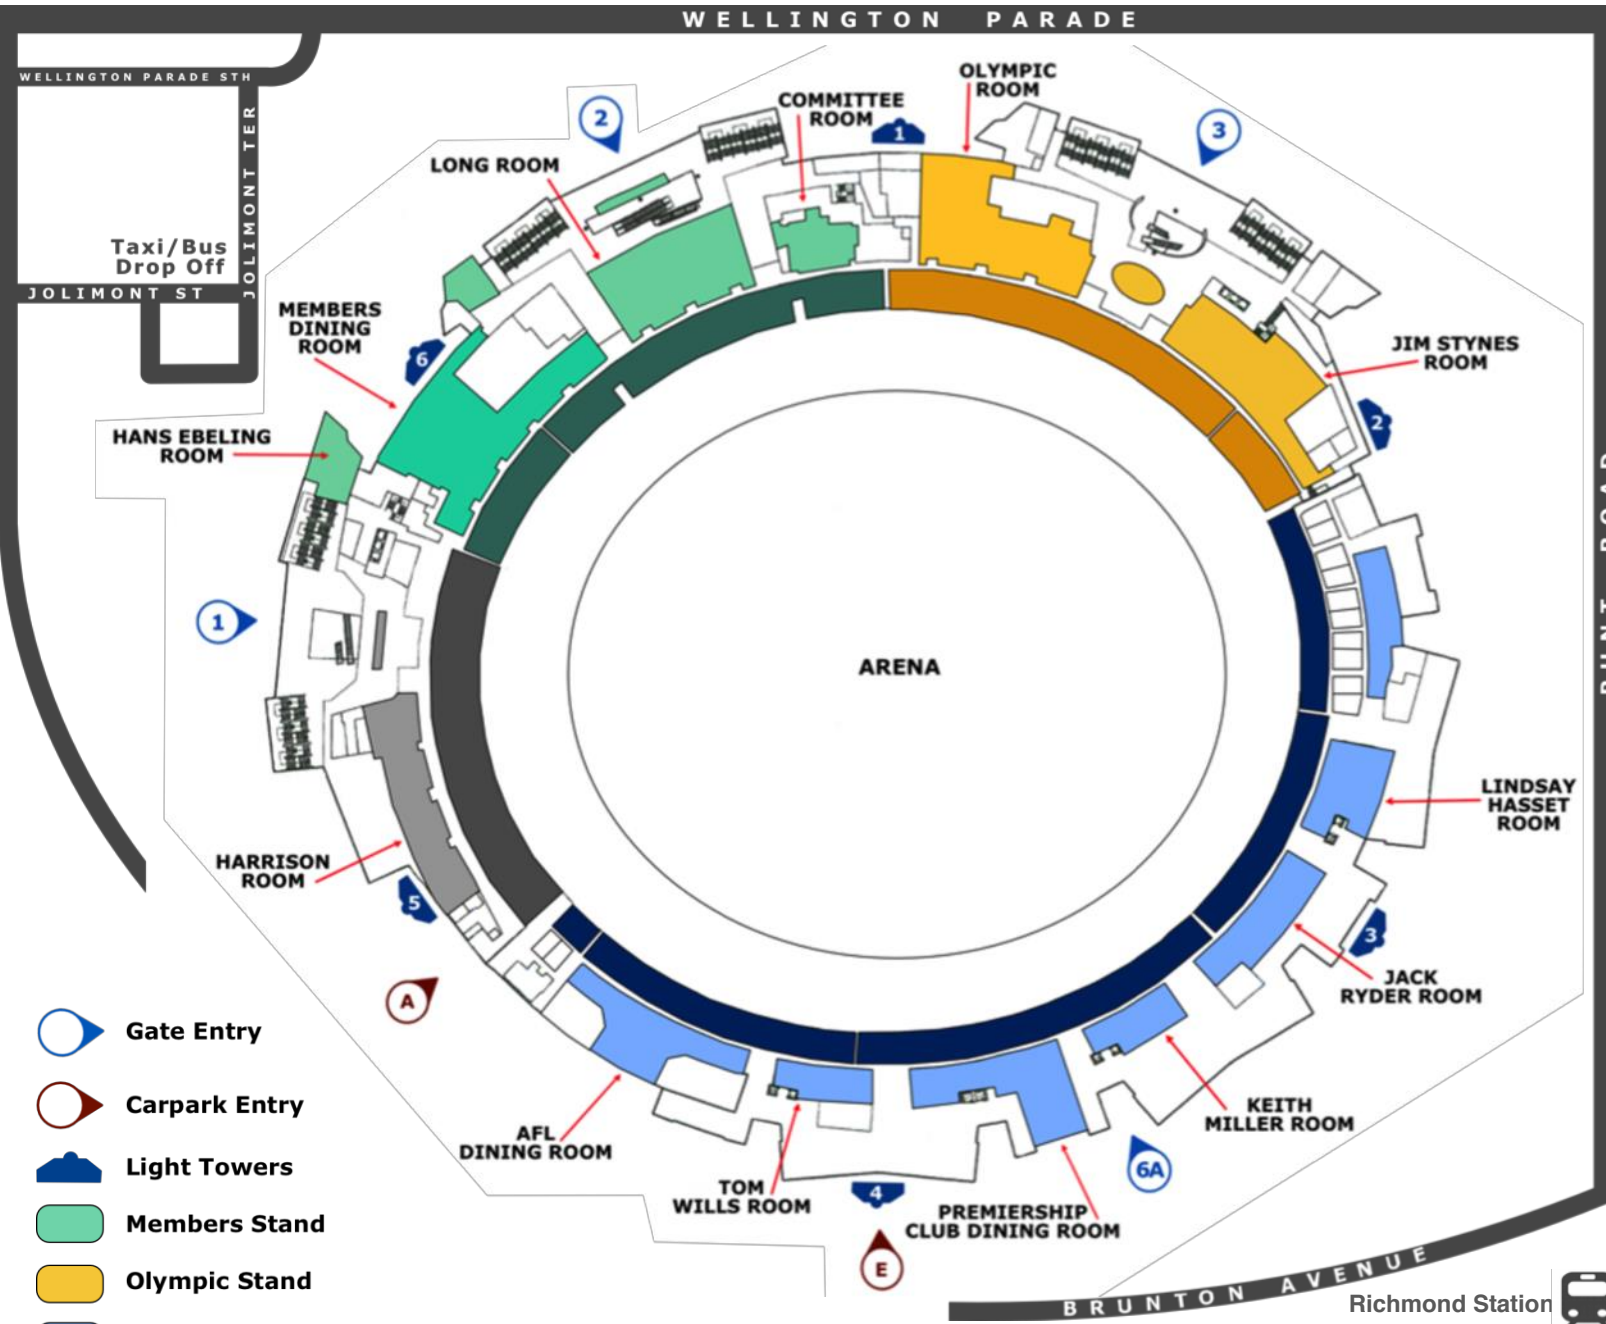 WELLINGTON PARADE
WELLINGTON PARADE STH
JOLIMONT TER
Taxi/Bus
Drop Off
JOLIMONT ST
OLYMPIC
ROOM
COMMITTEE
ROOM
LONG ROOM
2
1
3
MEMBERS
DINING
ROOM
6
JIM STYNES
ROOM
2
HANS EBELING
ROOM
1
ARENA
LINDSAY
HASSET
ROOM
HARRISON
ROOM
5
3
JACK
RYDER ROOM
A
KEITH
MILLER ROOM
AFL
DINING ROOM
6A
TOM
WILLS ROOM
4
PREMIERSHIP
CLUB DINING ROOM
E
Gate Entry
Carpark Entry
Light Towers
Members Stand
Olympic Stand
BRUNTON AVENUE
Richmond Station